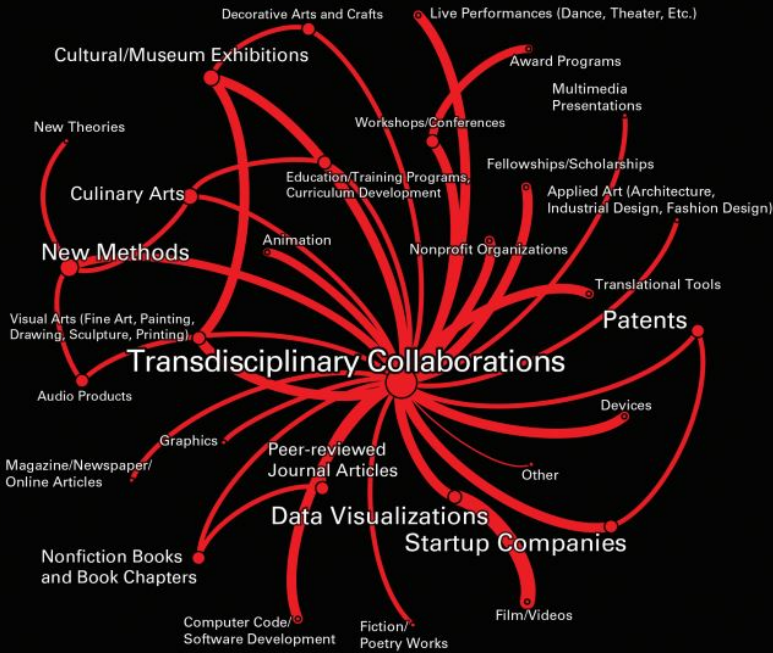 Decorative Arts and Crafts
Live Performances (Dance, Theater, Etc.)
Cultural/Museum Exhibitions
Award Programs
Multimedia
Presentations
New Theories
Workshops/Conferences
Fellowships/Scholarships
Education/Training Programs,
Curriculum Development
Culinary Arts
Applied Art (Architecture,
Industrial Design, Fashion Design)
Animation
Nonprofit Organizations
New Methods
Translational Tools
Visual Arts (Fine Art, Painting,
Drawing, Sculpture, Printing)
Patents
Transdisciplinary Collaborations
Audio Products
Devices
Graphics
Peer-reviewed
Journal Articles
Magazine/Newspaper/
Online Articles
Other
Data Visualizations
Startup Companies
Nonfiction Books
and Book Chapters
Film/Videos
Computer Code/
Software Development
Fiction/
Poetry Works